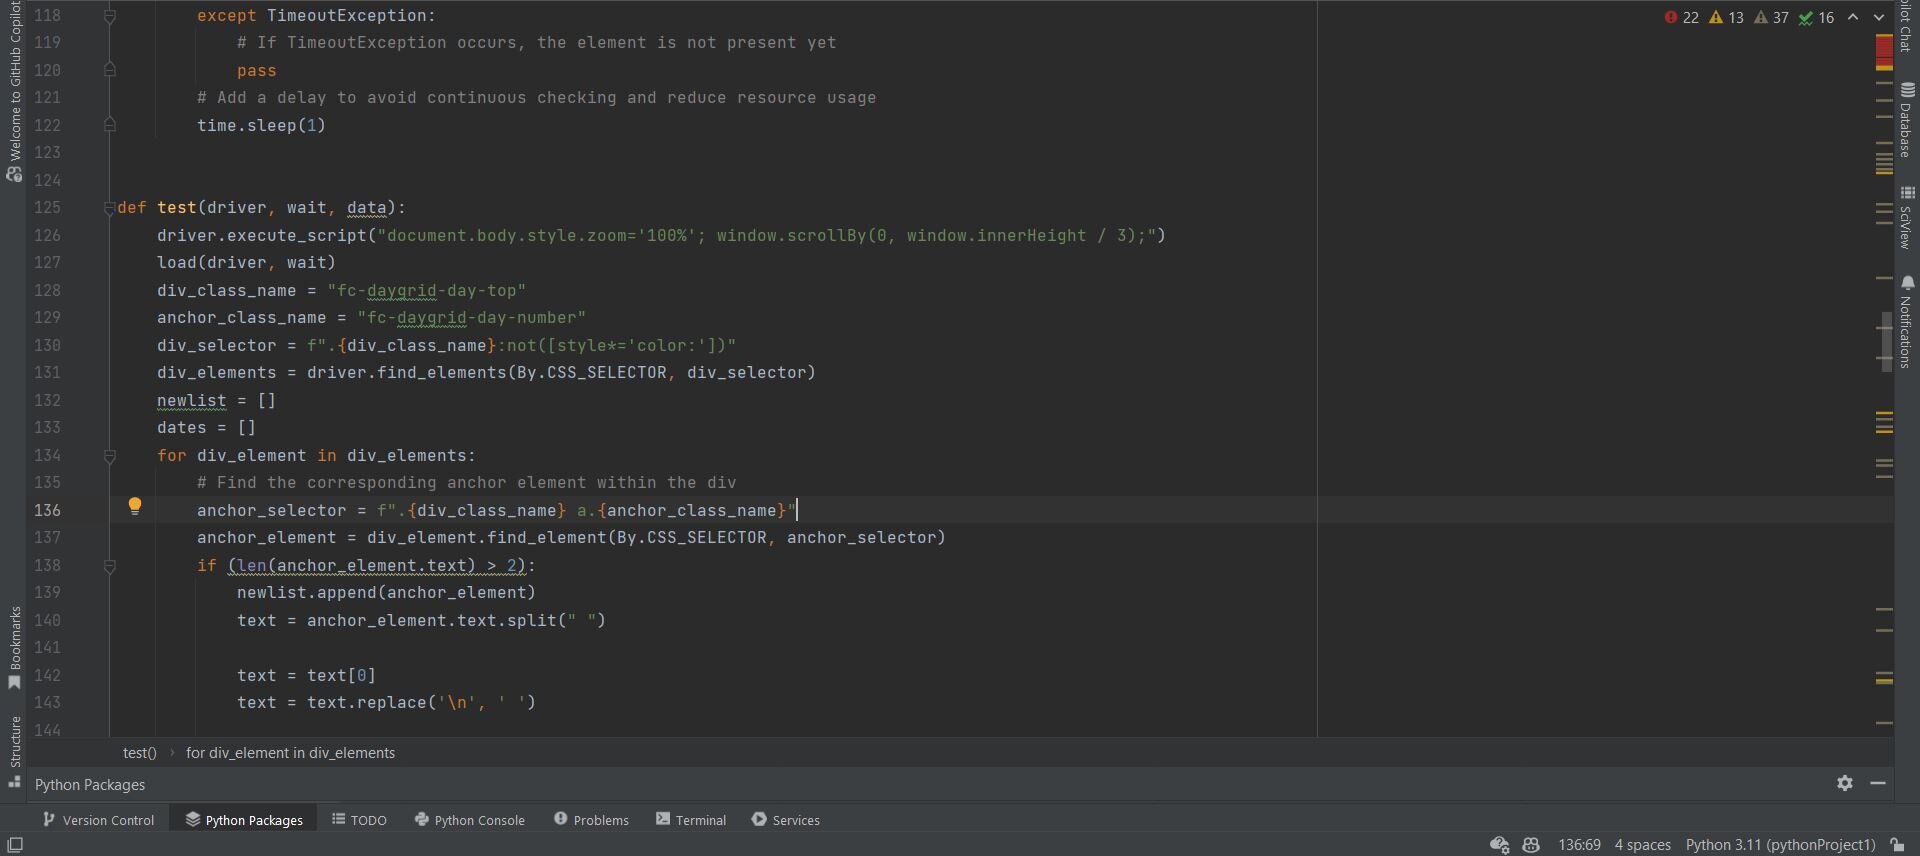 118 except TimeoutException:
119 # If TimeoutException occurs, the element is not present yet
120 pass
121 # Add a delay to avoid continuous checking and reduce resource usage
122 time.sleep(1)
123
124
125 def test(driver, wait, data):
126 driver.execute_script("document.body.style.zoom='100%'; window.scrollBy(0, window.innerHeight / 3);")
127 load(driver, wait)
128 div_class_name = "fc-daygrid-day-top"
129 anchor_class_name = "fc-daygrid-day-number"
130 div_selector = f".{div_class_name}:not([style*='color:'])"
131 div_elements = driver.find_elements(By.CSS_SELECTOR, div_selector)
132 newlist = []
133 dates = []
134 for div_element in div_elements:
135 # Find the corresponding anchor element within the div
136 anchor_selector = f".{div_class_name} a.{anchor_class_name}"
137 anchor_element = div_element.find_element(By.CSS_SELECTOR, anchor_selector)
138 if (len(anchor_element.text) > 2):
139 newlist.append(anchor_element)
140 text = anchor_element.text.split(" ")
141
142 text = text[0]
143 text = text.replace('\n', ' ')
144
22 13 37 16
Welcome to GitHub Copilot
Bookmarks
Structure
pilot Chat
Database
SciView
Notifications
test() › for div_element in div_elements
Python Packages
Version Control Python Packages TODO Python Console Problems Terminal Services
136:69 4 spaces Python 3.11 (pythonProject1)